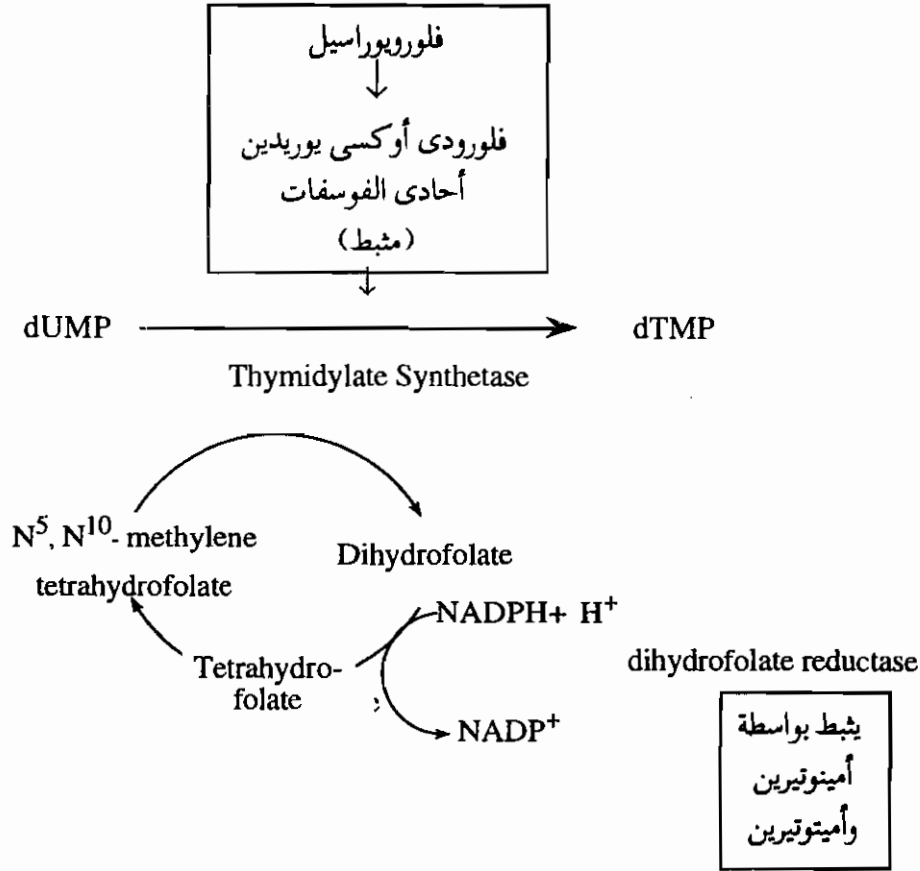 فلورويوراسيل
فلورودى أوكسى يوريدين
أحادى الفوسفات
(مثبط)
dUMP
dTMP
Thymidylate Synthetase
N⁵, N¹⁰- methylene
tetrahydrofolate
Dihydrofolate
NADPH+ H⁺
Tetrahydro-
folate
NADP⁺
dihydrofolate reductase
يثبط بواسطة
أمينوتيرين
وأميتوتيرين